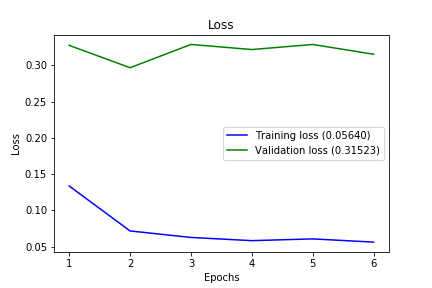 Loss
0.30
0.25
0.20
0.15
0.10
0.05
Loss
Training loss (0.05640)
Validation loss (0.31523)
1 2 3 4 5 6
Epochs